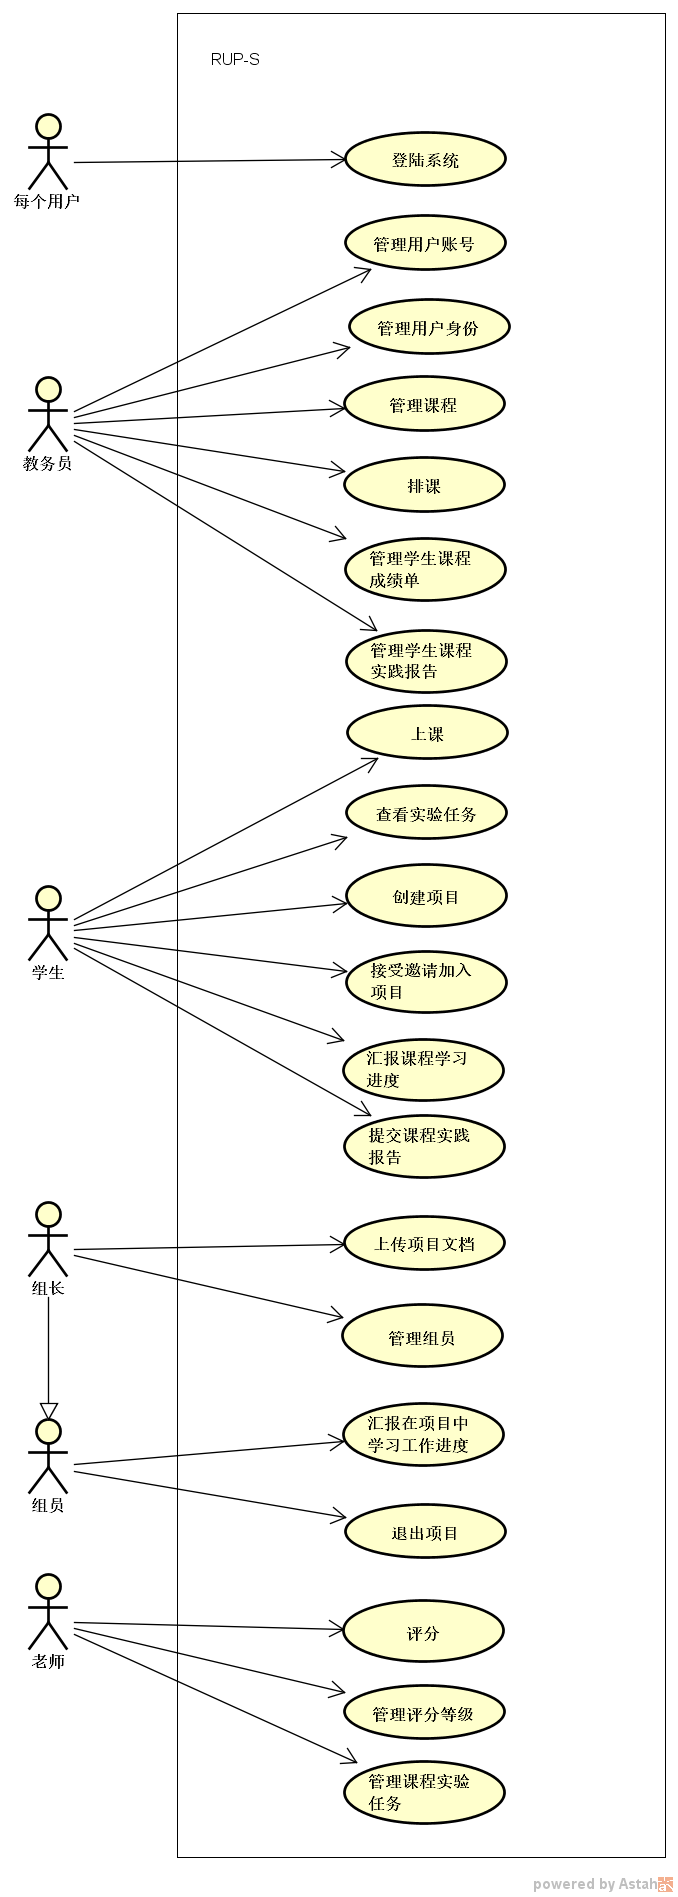 RUP-S
每个用户
登陆系统
管理用户账号
管理用户身份
教务员
管理课程
排课
管理学生课程
成绩单
管理学生课程
实践报告
上课
查看实验任务
学生
创建项目
接受邀请加入
项目
汇报课程学习
进度
提交课程实践
报告
组长
上传项目文档
管理组员
组员
汇报在项目中
学习工作进度
退出项目
老师
评分
管理评分等级
管理课程实验
任务
powered by Astah